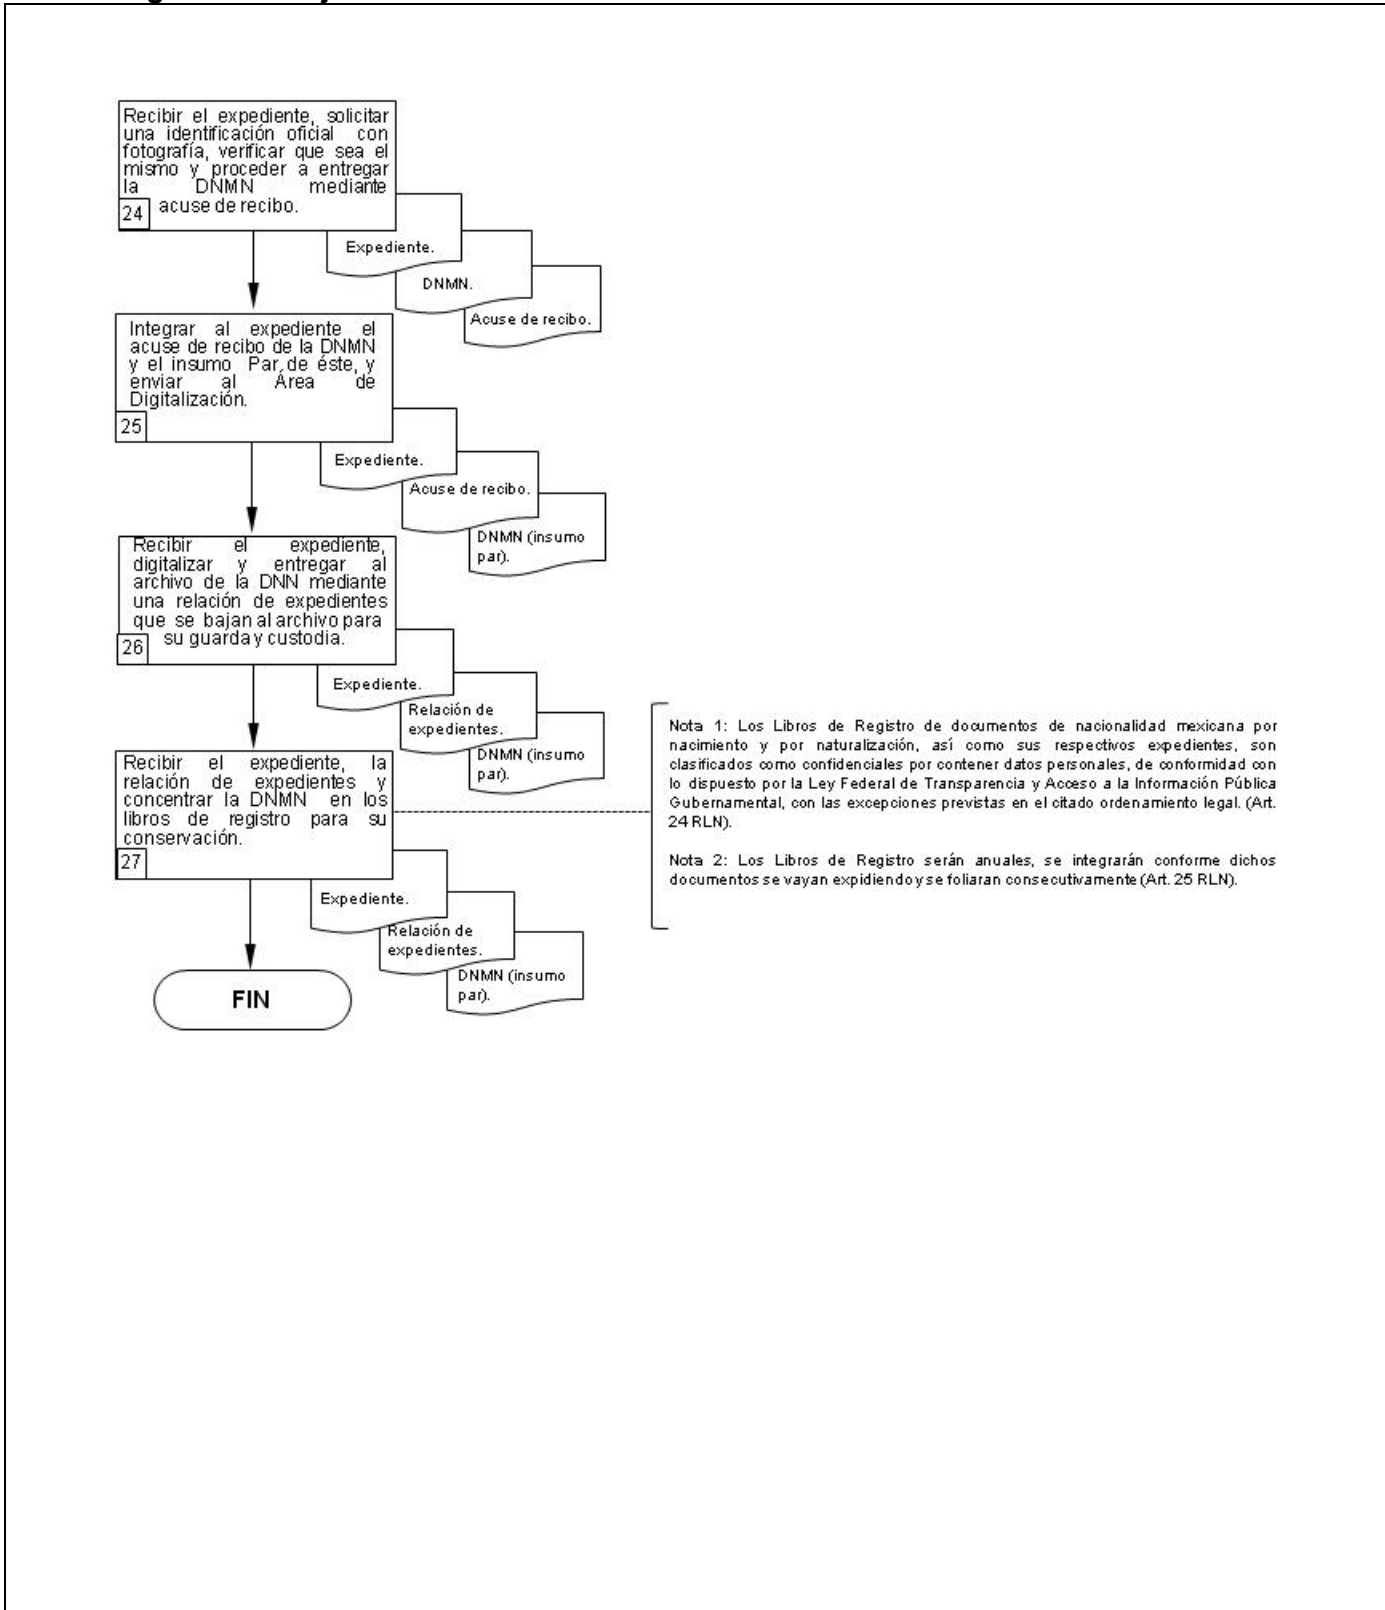 Recibir el expediente, solicitar
una identificación oficial con
fotografía, verificar que sea el
mismo y proceder a entregar
la DNMN mediante
acuse de recibo.
24
Expediente.
DNMN.
Acuse de recibo.
Integrar al expediente el
acuse de recibo de la DNMN
y el insumo Par de éste, y
enviar al Área de
Digitalización.
25
Expediente.
Acuse de recibo.
DNMN (insumo
par).
Recibir el expediente,
digitalizar y entregar al
archivo de la DNN mediante
una relación de expedientes
que se bajan al archivo para
su guarda y custodia.
26
Expediente.
Relación de
expedientes.
DNMN (insumo
par).
Recibir el expediente, la
relación de expedientes y
concentrar la DNMN en los
libros de registro para su
conservación.
27
Expediente.
Relación de
expedientes.
DNMN (insumo
par).
Nota 1: Los Libros de Registro de documentos de nacionalidad mexicana por
nacimiento y por naturalización, así como sus respectivos expedientes, son
clasificados como confidenciales por contener datos personales, de conformidad con
lo dispuesto por la Ley Federal de Transparencia y Acceso a la Información Pública
Gubernamental, con las excepciones previstas en el citado ordenamiento legal. (Art.
24 RLN).
Nota 2: Los Libros de Registro serán anuales, se integrarán conforme dichos
documentos se vayan expidiendo y se foliaran consecutivamente (Art. 25 RLN).
FIN